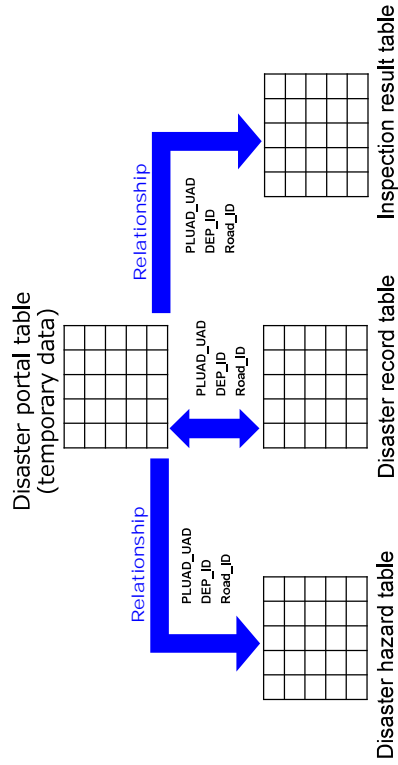 Disaster portal table
(temporary data)
Relationship
Relationship
PLUAD_UAD
DEP_ID
Road_ID
PLUAD_UAD
DEP_ID
Road_ID
PLUAD_UAD
DEP_ID
Road_ID
Disaster hazard table
Disaster record table
Inspection result table